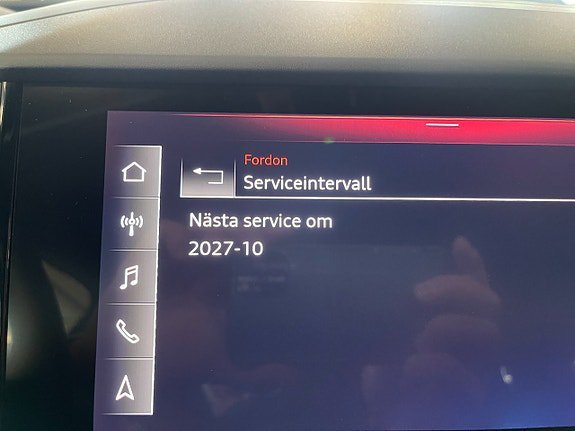 Fordon
Serviceintervall
Nästa service om
2027-10